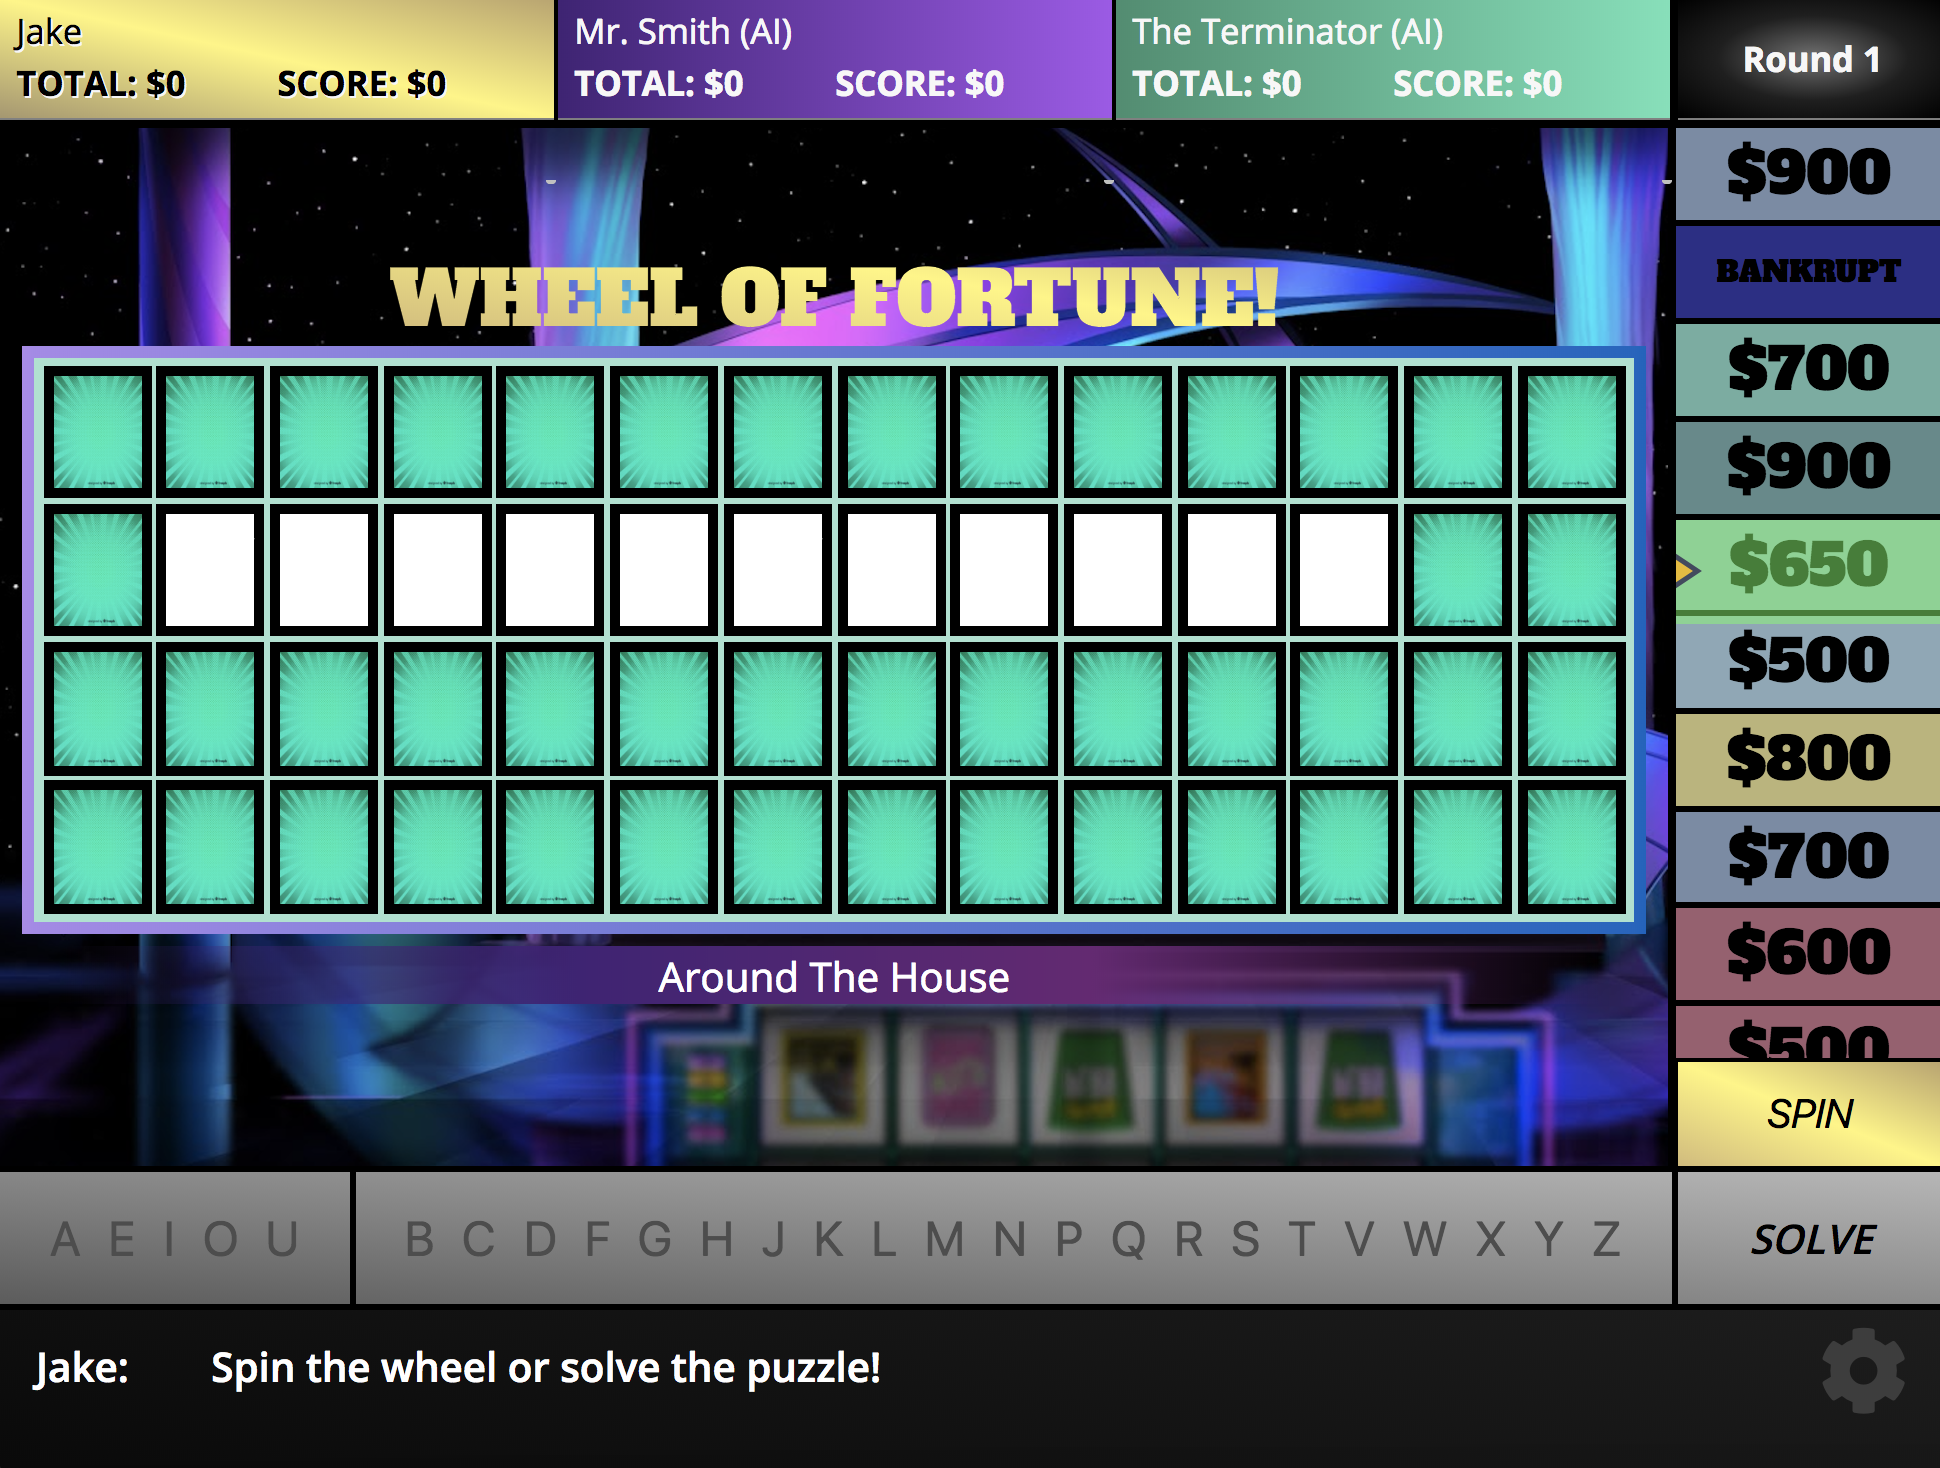 Jake
TOTAL: $0 SCORE: $0
Mr. Smith (AI)
TOTAL: $0 SCORE: $0
The Terminator (AI)
TOTAL: $0 SCORE: $0
Round 1
WHEEL OF FORTUNE!
Around The House
$900
BANKRUPT
$700
$900
$650
$500
$800
$700
$600
$500
SPIN
A E I O U
B C D F G H J K L M N P Q R S T V W X Y Z
SOLVE
Jake: Spin the wheel or solve the puzzle!